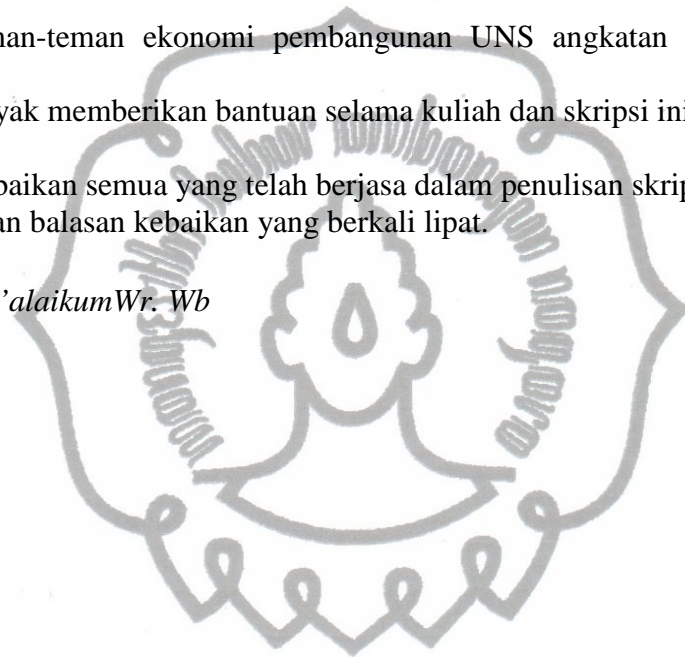 nan-teman ekonomi pembangunan UNS angkatan
yak memberikan bantuan selama kuliah dan skripsi ini
baikan semua yang telah berjasa dalam penulisan skrip
an balasan kebaikan yang berkali lipat.
’alaikumWr. Wb